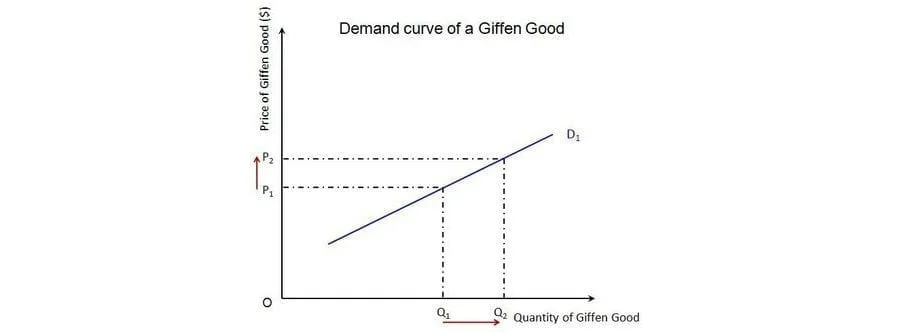 Demand curve of a Giffen Good
Price of Giffen Good ($)
D₁
P₂
P₁
O
Q₁
Q₂
Quantity of Giffen Good